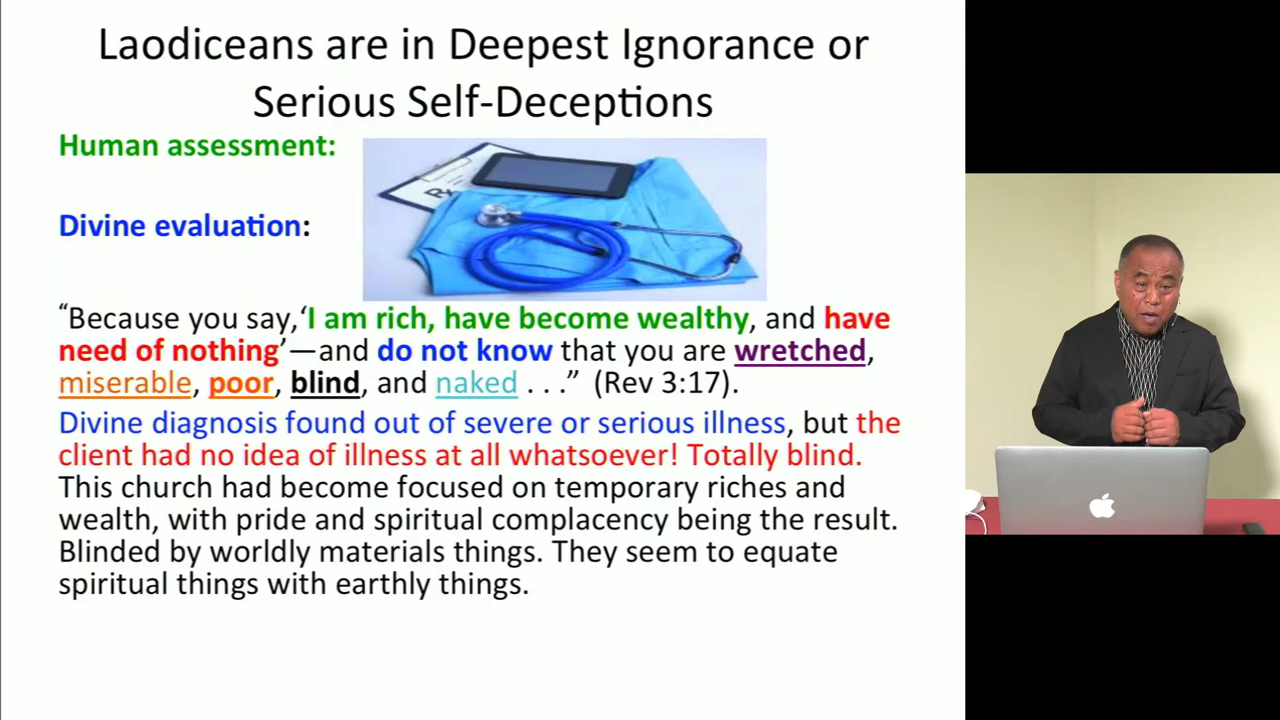 Laodiceans are in Deepest Ignorance or
Serious Self-Deceptions
Human assessment:
Rx
Divine evaluation:
“Because you say,‘I am rich, have become wealthy, and have
need of nothing’—and do not know that you are wretched,
miserable, poor, blind, and naked . . .” (Rev 3:17).
Divine diagnosis found out of severe or serious illness, but the
client had no idea of illness at all whatsoever! Totally blind.
This church had become focused on temporary riches and
wealth, with pride and spiritual complacency being the result.
Blinded by worldly materials things. They seem to equate
spiritual things with earthly things.